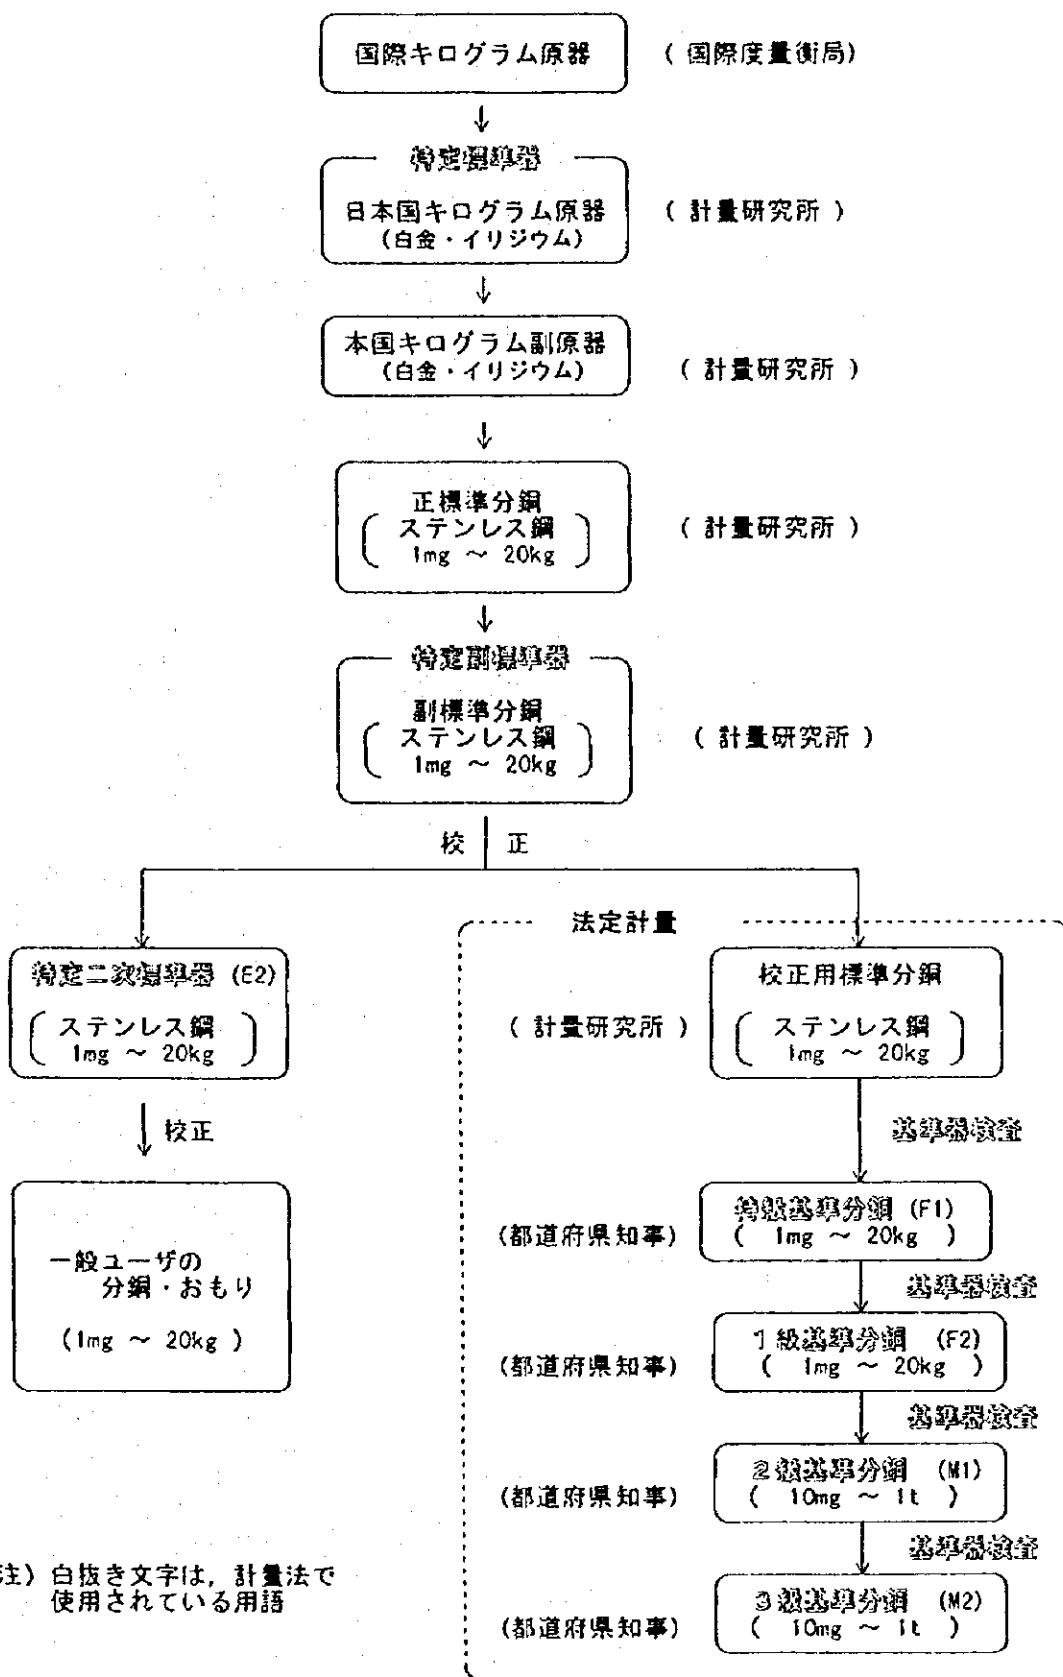 国際キログラム原器
( 国際度量衡局)
特定標準器
日本国キログラム原器
(白金・イリジウム)
( 計量研究所 )
本国キログラム副原器
(白金・イリジウム)
( 計量研究所 )
正標準分銅
ステンレス鋼
1mg ~ 20kg
( 計量研究所 )
特定副標準器
副標準分銅
ステンレス鋼
1mg ~ 20kg
( 計量研究所 )
校 正
法定計量
特定二次標準器 (E2)
ステンレス鋼
1mg ~ 20kg
校正
一般ユーザの
分銅・おもり
(1mg ~ 20kg )
校正用標準分銅
( 計量研究所 )
ステンレス鋼
1mg ~ 20kg
基準器検査
特級基準分銅 (F1)
(都道府県知事)
( 1mg ~ 20kg )
基準器検査
1級基準分銅 (F2)
(都道府県知事)
( 1mg ~ 20kg )
基準器検査
2級基準分銅 (M1)
(都道府県知事)
( 10mg ~ 1t )
基準器検査
3級基準分銅 (M2)
(都道府県知事)
( 10mg ~ 1t )
注) 白抜き文字は, 計量法で
使用されている用語